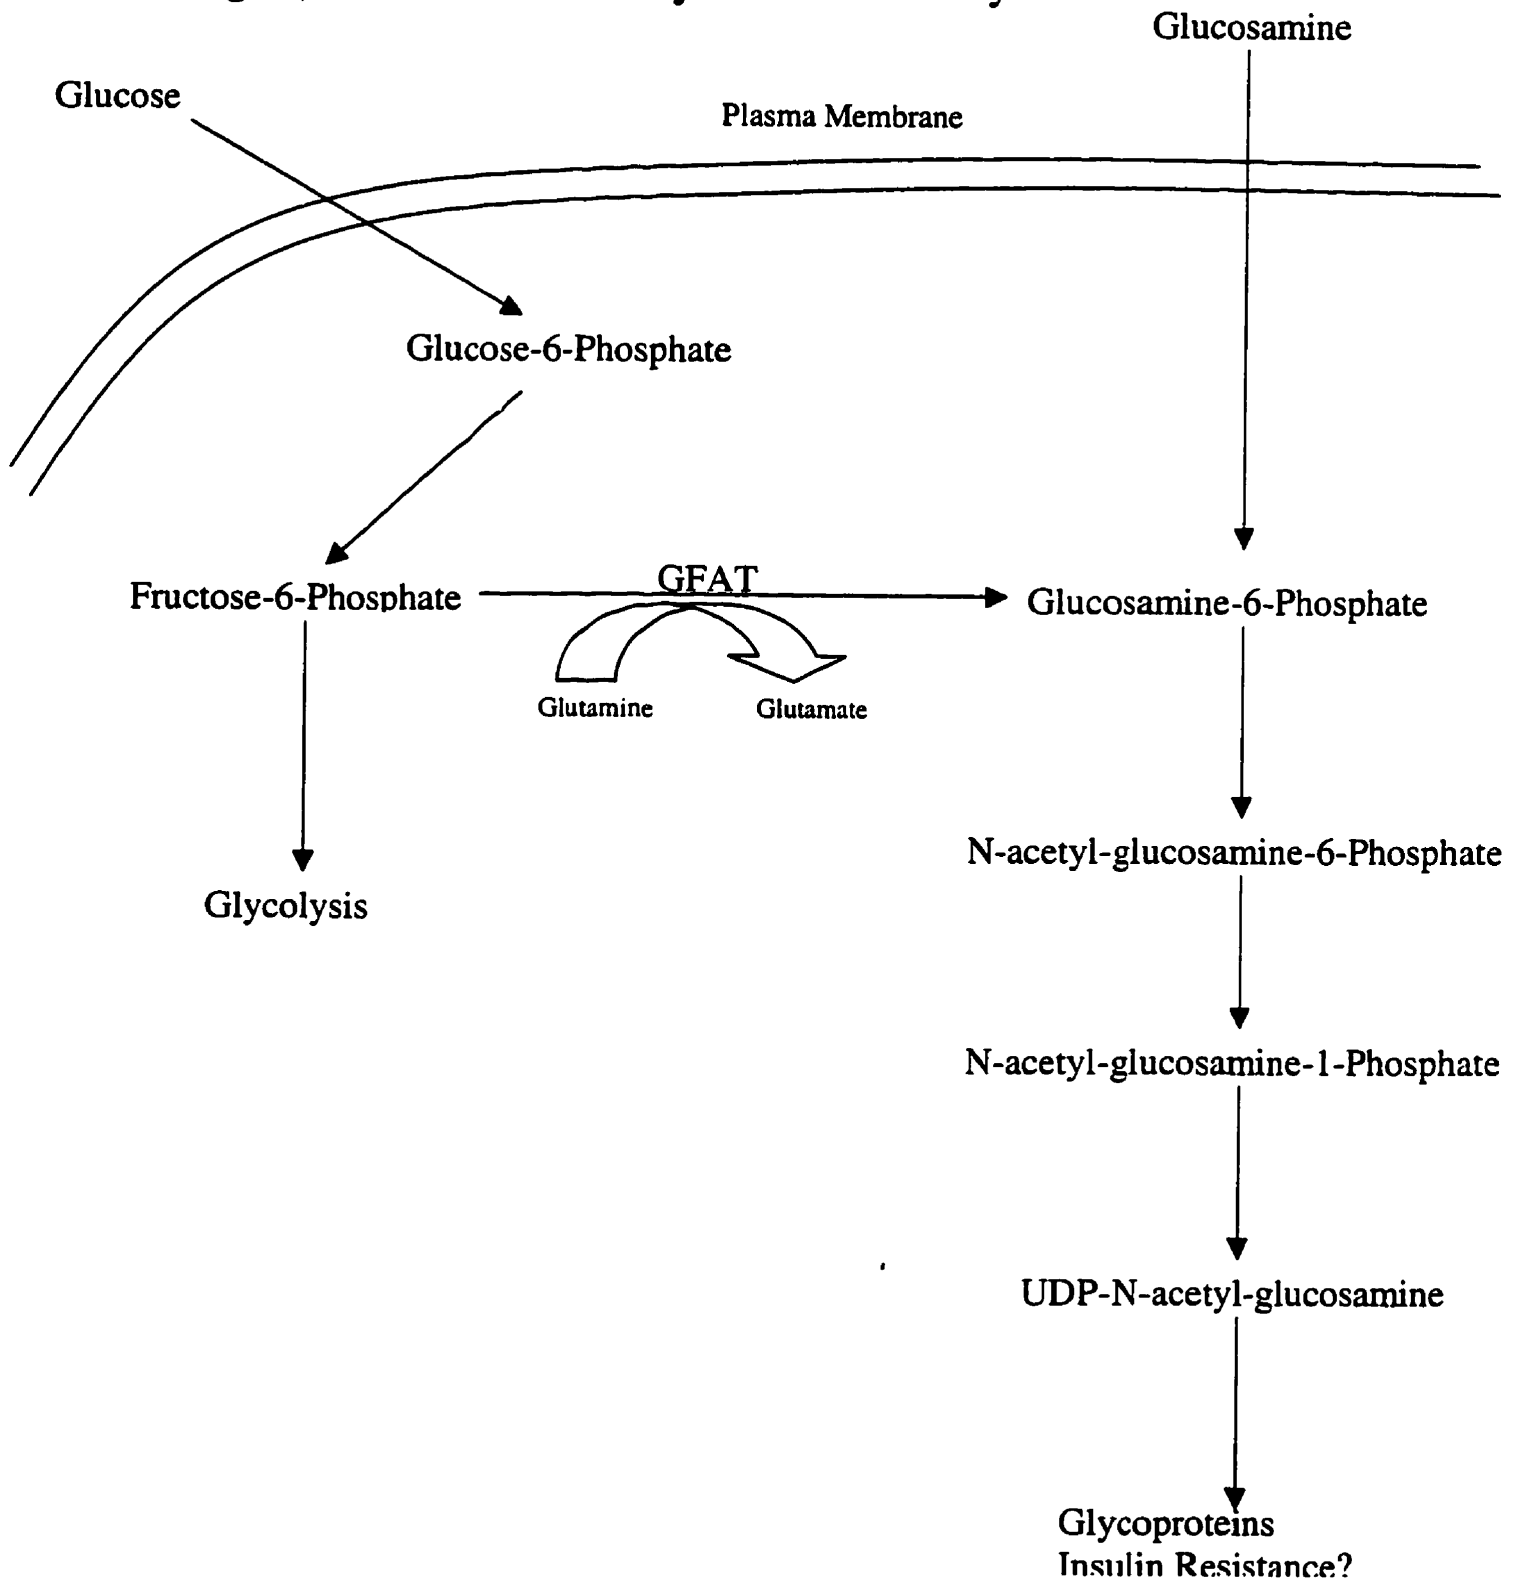 Glucosamine
Glucose
Plasma Membrane
Glucose-6-Phosphate
GFAT
Fructose-6-Phosphate
Glucosamine-6-Phosphate
Glutamine
Glutamate
N-acetyl-glucosamine-6-Phosphate
Glycolysis
N-acetyl-glucosamine-1-Phosphate
UDP-N-acetyl-glucosamine
Glycoproteins
Insulin Resistance?